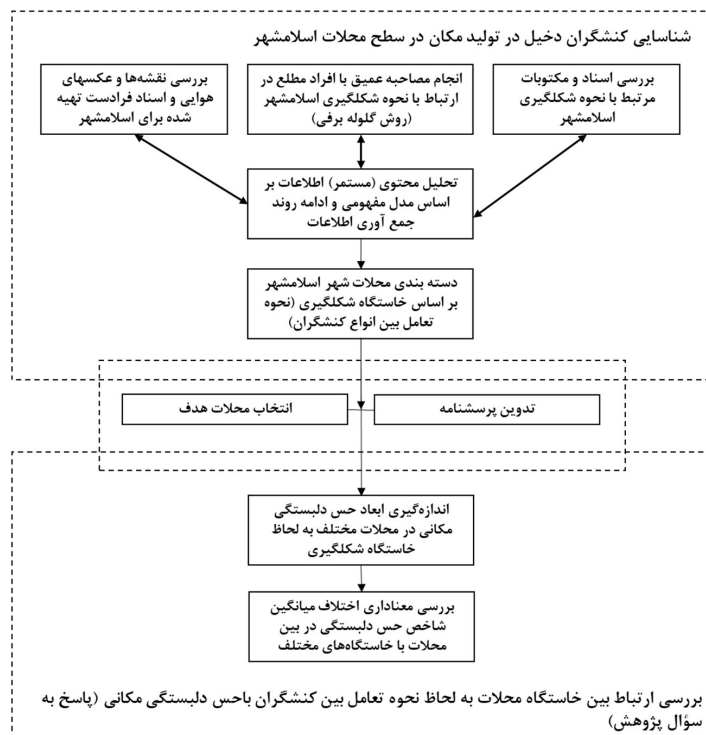 شناسایی کنشگران دخیل در تولید مکان در سطح محلات اسلامشهر
بررسی اسناد و مکتوبات
مرتبط با نحوه شکلگیری
اسلامشهر
انجام مصاحبه عمیق با افراد مطلع در
ارتباط با نحوه شکلگیری اسلامشهر
(روش گلوله برفی)
بررسی نقشه‌ها و عکسهای
هوایی و اسناد فرادست تهیه
شده برای اسلامشهر
تحلیل محتوی (مستمر) اطلاعات بر
اساس مدل مفهومی و ادامه روند
جمع آوری اطلاعات
دسته بندی محلات شهر اسلامشهر
بر اساس خاستگاه شکلگیری (نحوه
تعامل بین انواع کنشگران)
تدوین پرسشنامه
انتخاب محلات هدف
اندازه‌گیری ابعاد حس دلبستگی
مکانی در محلات مختلف به لحاظ
خاستگاه شکلگیری
بررسی معناداری اختلاف میانگین
شاخص حس دلبستگی در بین
محلات با خاستگاه‌های مختلف
بررسی ارتباط بین خاستگاه محلات به لحاظ نحوه تعامل بین کنشگران باحس دلبستگی مکانی (پاسخ به
سؤال پژوهش)